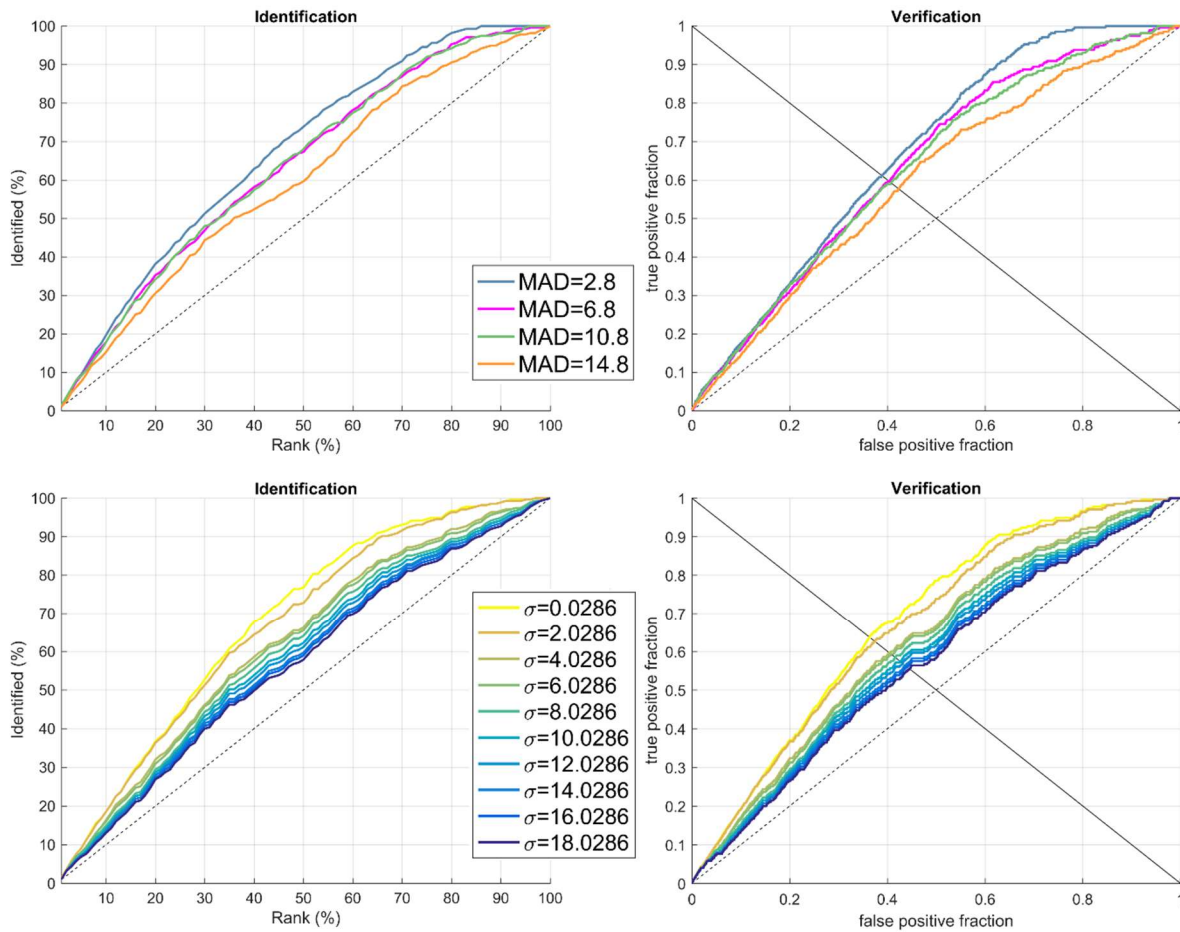 Identification
100
90
80
70
60
50
40
30
20
10
0
10 20 30 40 50 60 70 80 90 100
Rank (%)
Identified (%)
MAD=2.8
MAD=6.8
MAD=10.8
MAD=14.8
Verification
1
0.9
0.8
0.7
0.6
0.5
0.4
0.3
0.2
0.1
0
0 0.2 0.4 0.6 0.8 1
false positive fraction
true positive fraction
Identification
100
90
80
70
60
50
40
30
20
10
0
10 20 30 40 50 60 70 80 90 100
Rank (%)
Identified (%)
σ=0.0286
σ=2.0286
σ=4.0286
σ=6.0286
σ=8.0286
σ=10.0286
σ=12.0286
σ=14.0286
σ=16.0286
σ=18.0286
Verification
1
0.9
0.8
0.7
0.6
0.5
0.4
0.3
0.2
0.1
0
0 0.2 0.4 0.6 0.8 1
false positive fraction
true positive fraction